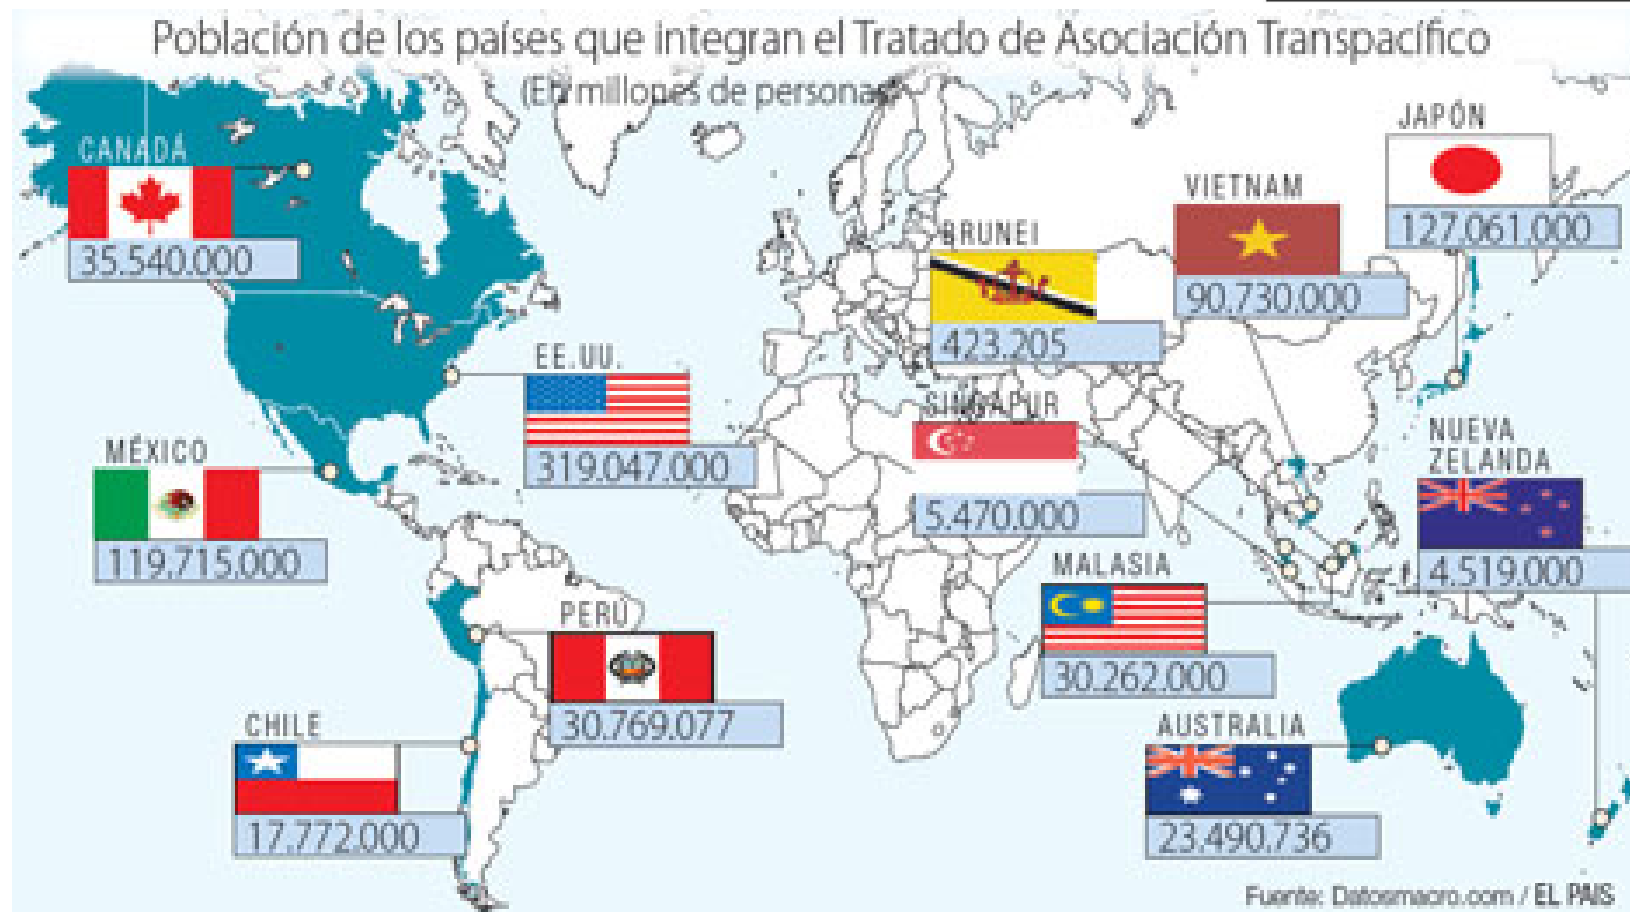 Población de los países que integran el Tratado de Asociación Transpacífico
(En millones de personas)
CANADÁ
35.540.000
EE.UU.
319.047.000
MÉXICO
119.715.000
PERÚ
30.769.077
CHILE
17.772.000
BRUNEI
423.205
SINGAPUR
5.470.000
VIETNAM
90.730.000
JAPÓN
127.061.000
NUEVA
ZELANDA
4.519.000
MALASIA
30.262.000
AUSTRALIA
23.490.736
Fuente: Datosmacro.com / EL PAIS